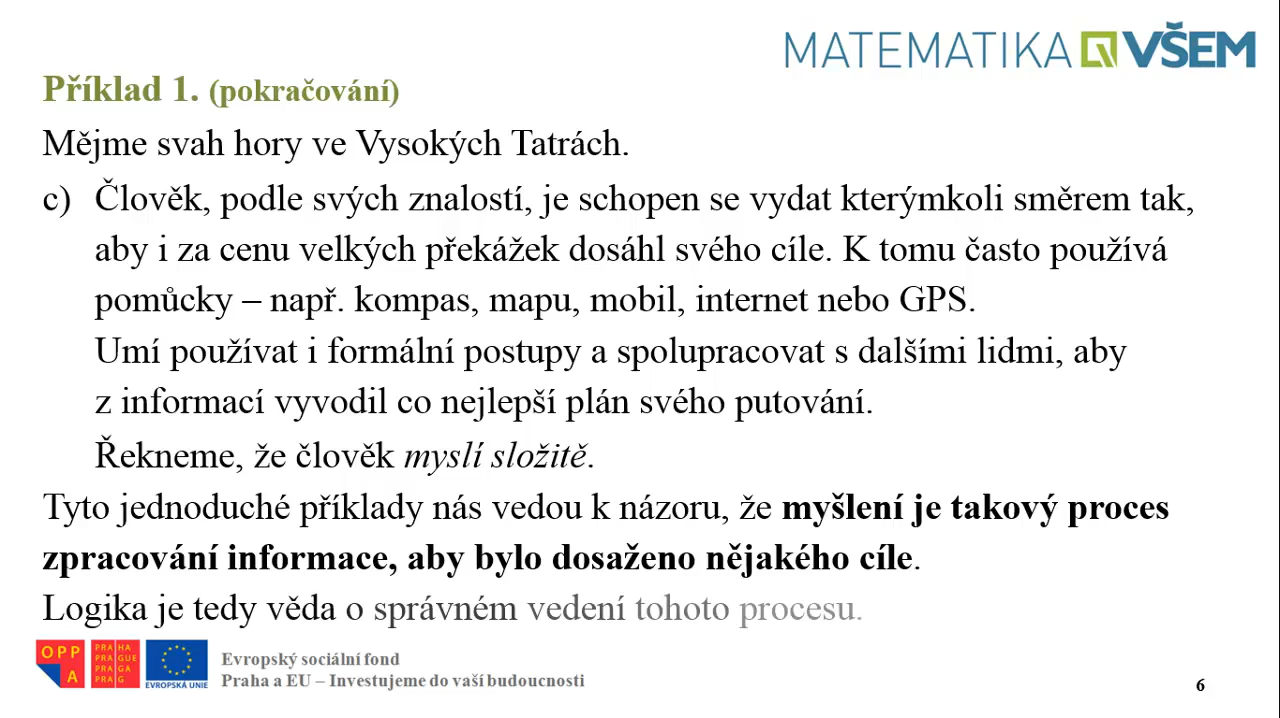 MATEMATIKA VŠEM
Příklad 1. (pokračování)
Mějme svah hory ve Vysokých Tatrách.
c) Člověk, podle svých znalostí, je schopen se vydat kterýmkoli směrem tak,
aby i za cenu velkých překážek dosáhl svého cíle. K tomu často používá
pomůcky – např. kompas, mapu, mobil, internet nebo GPS.
Umí používat i formální postupy a spolupracovat s dalšími lidmi, aby
z informací vyvodil co nejlepší plán svého putování.
Řekneme, že člověk myslí složitě.
Tyto jednoduché příklady nás vedou k názoru, že myšlení je takový proces
zpracování informace, aby bylo dosaženo nějakého cíle.
Logika je tedy věda o správném vedení tohoto procesu.
OPP
A
PRAHA
PRAGUE
PRAGA
PRAG
EVROPSKÁ UNIE
Evropský sociální fond
Praha a EU – Investujeme do vaší budoucnosti
6